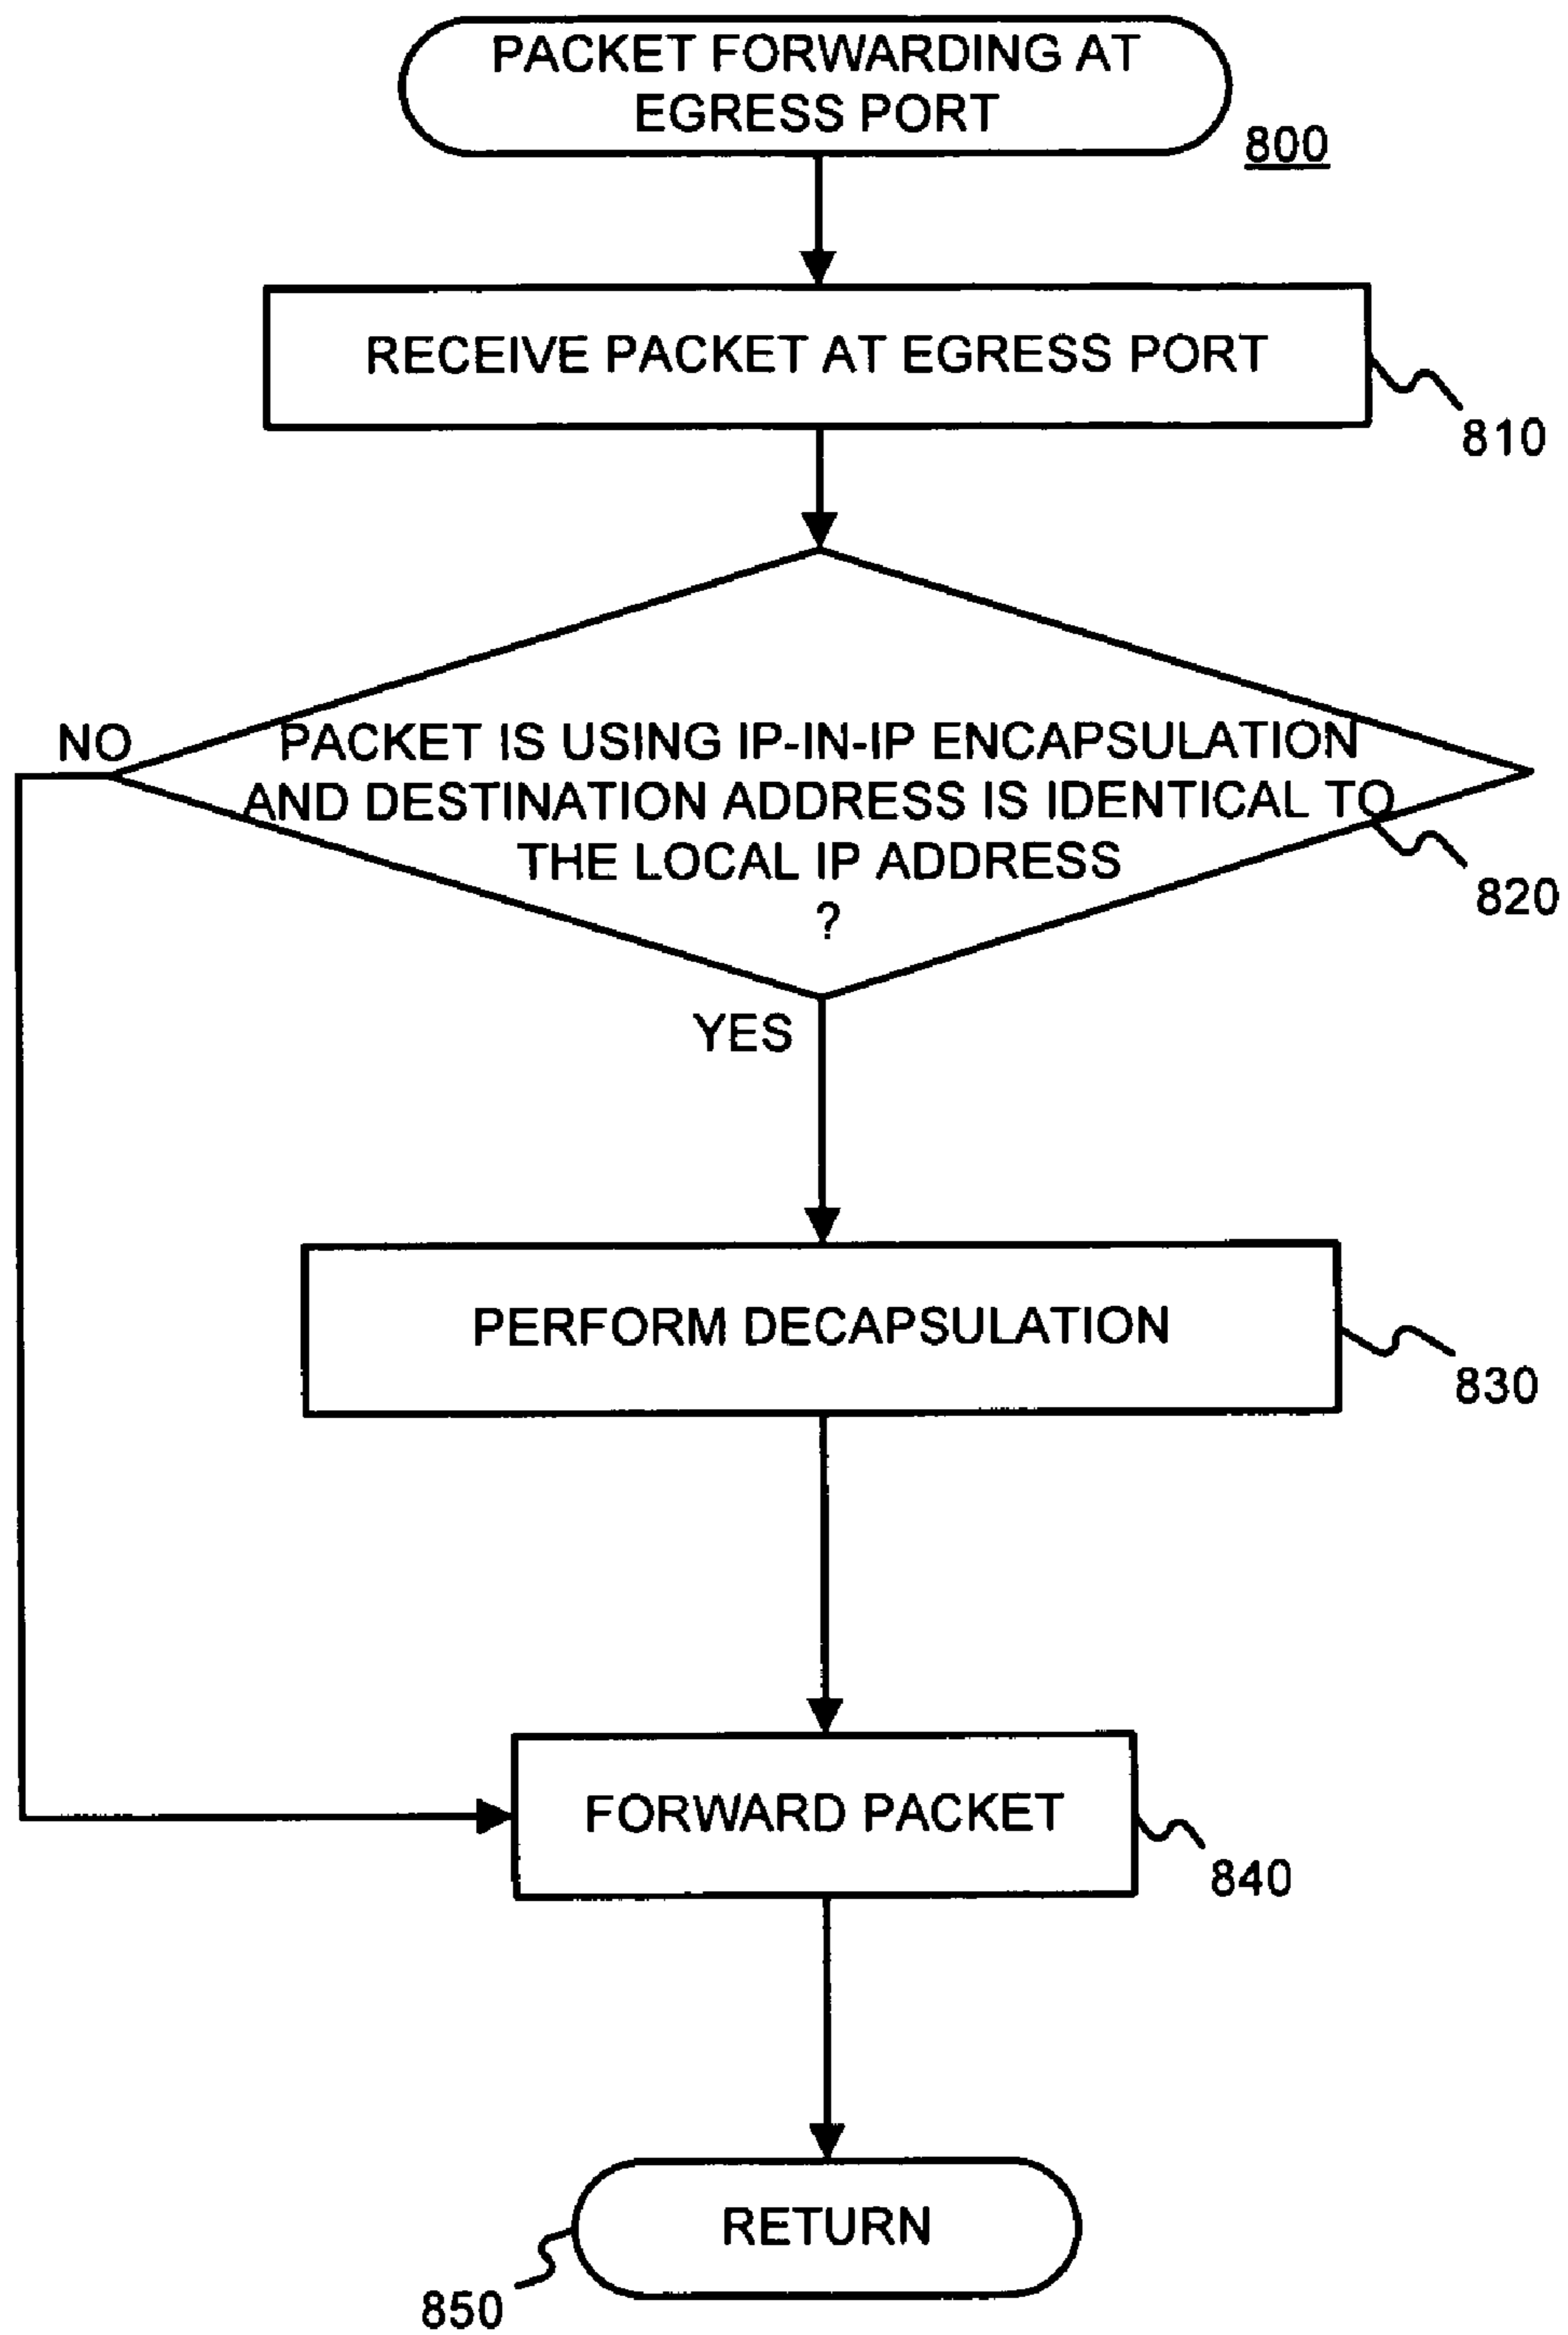 PACKET FORWARDING AT
EGRESS PORT
800
RECEIVE PACKET AT EGRESS PORT
810
NO
PACKET IS USING IP-IN-IP ENCAPSULATION
AND DESTINATION ADDRESS IS IDENTICAL TO
THE LOCAL IP ADDRESS
?
820
YES
PERFORM DECAPSULATION
830
FORWARD PACKET
840
RETURN
850